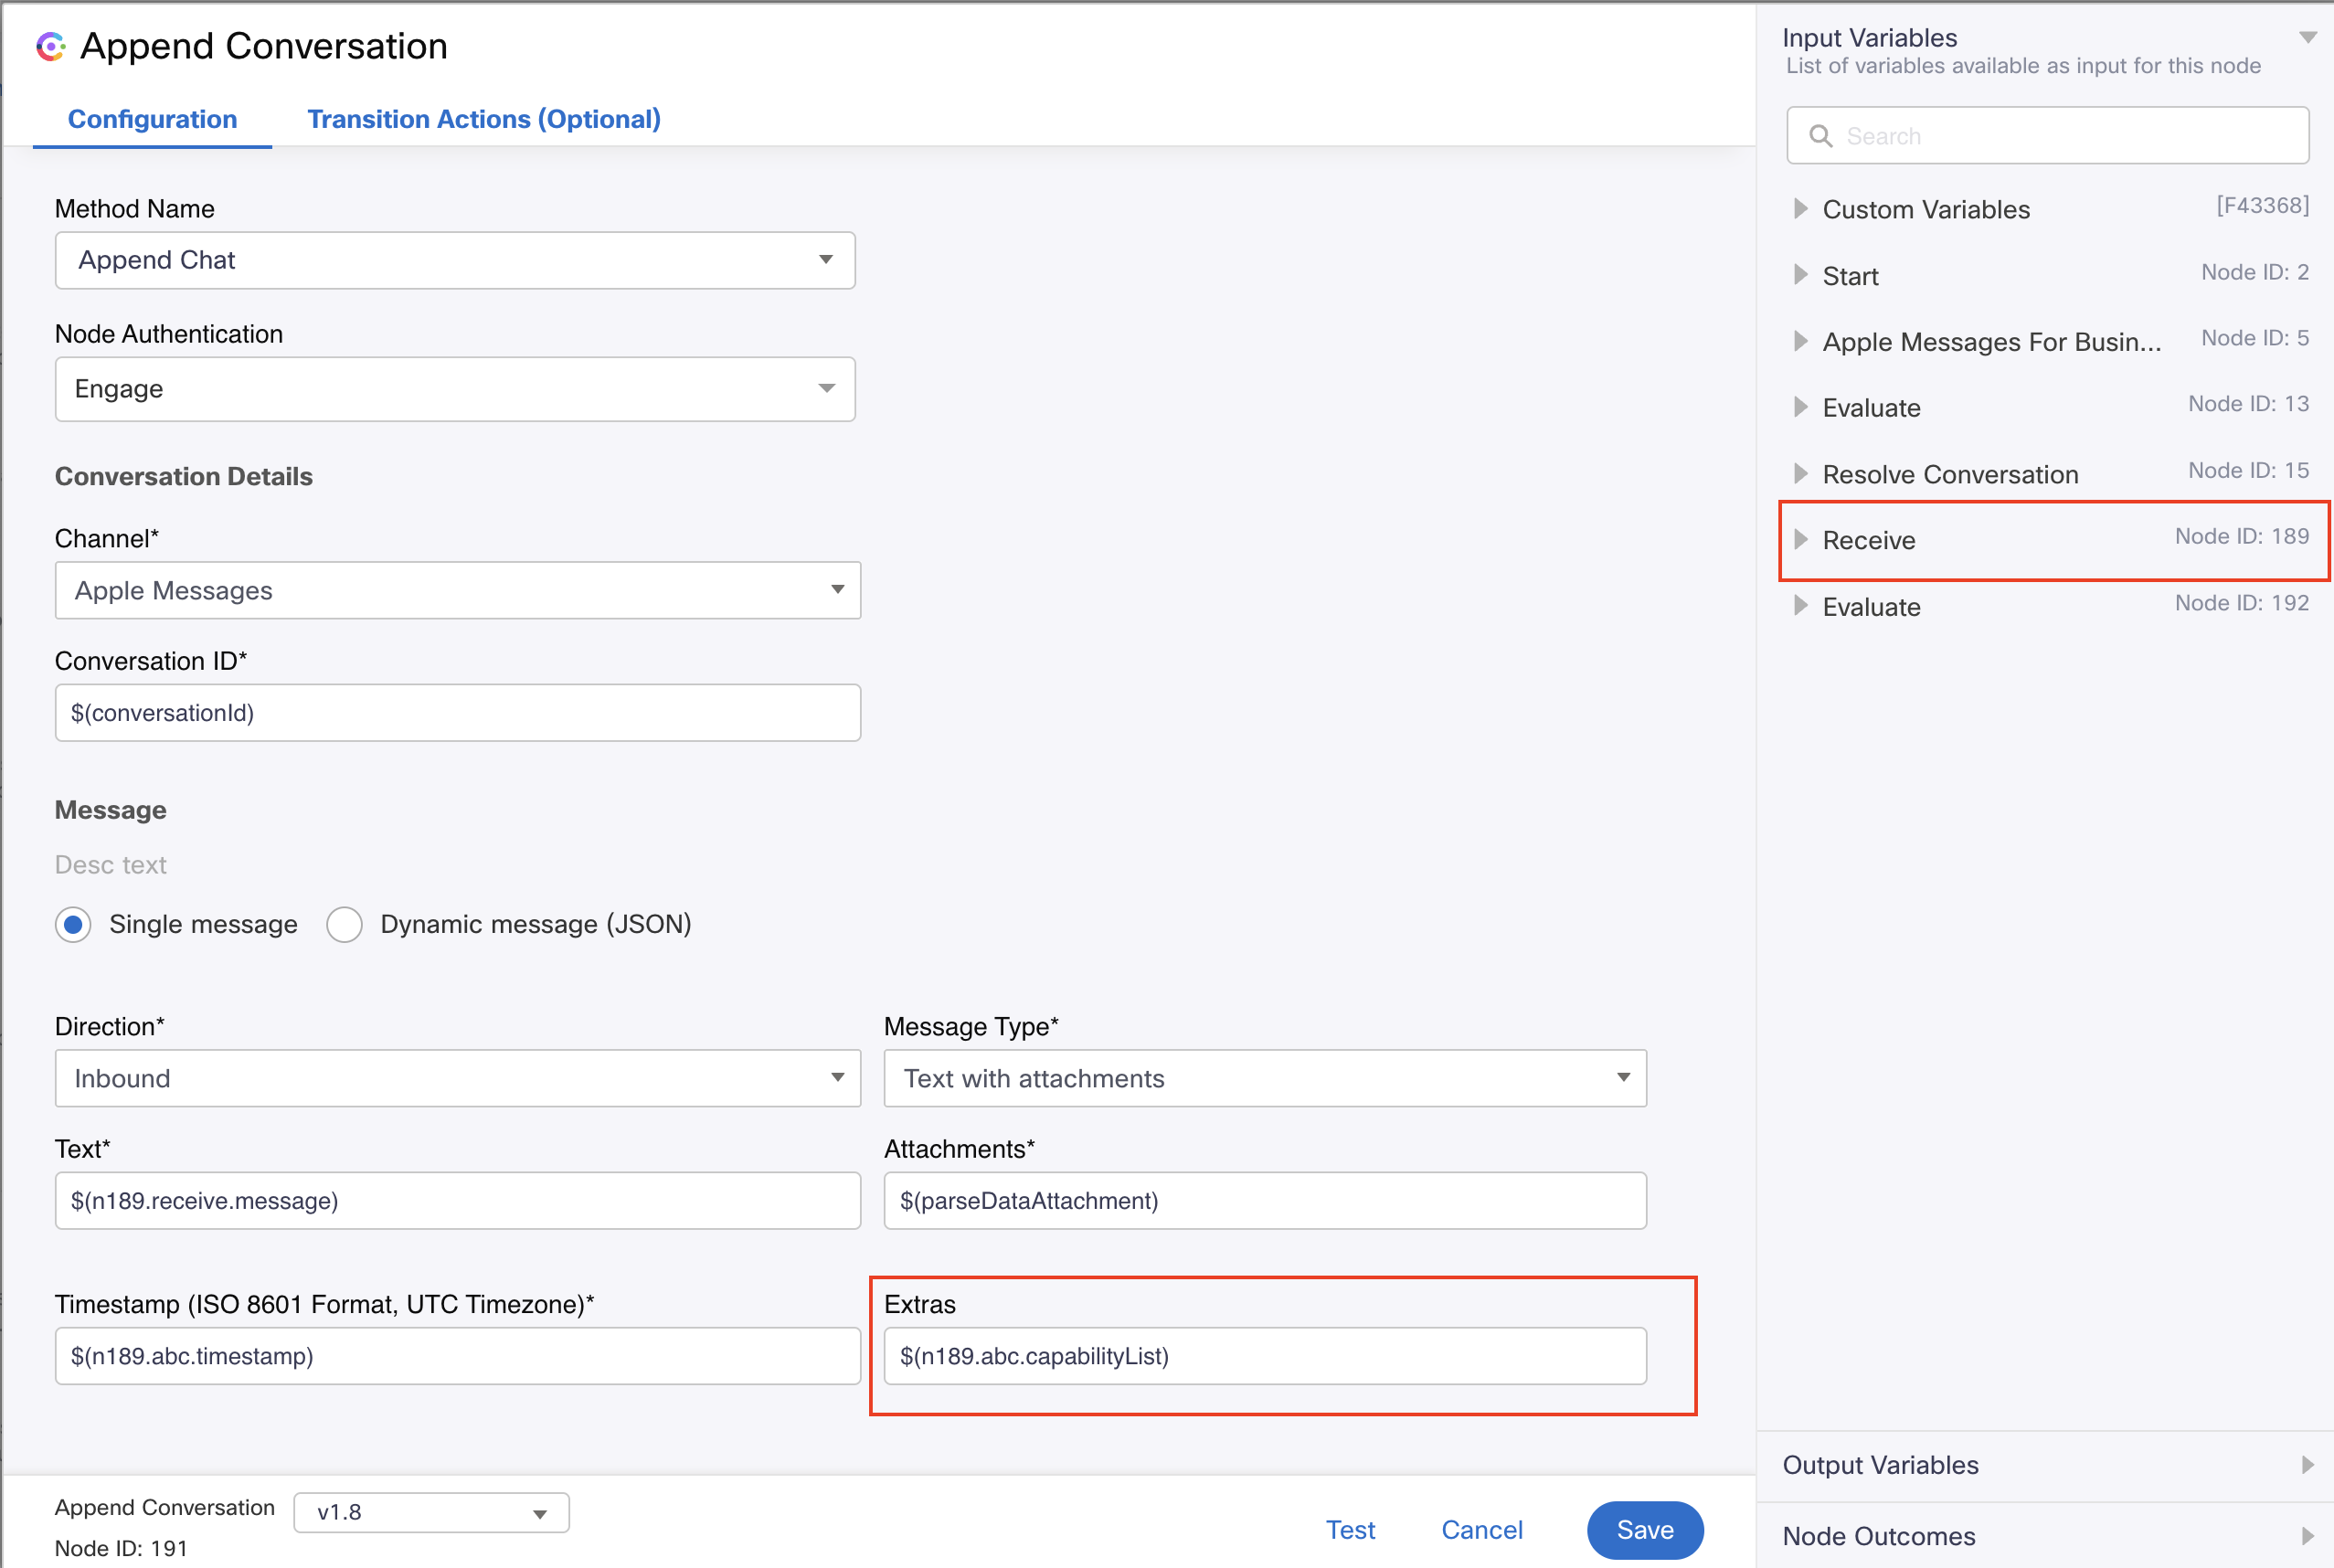 Append Conversation
Configuration
Transition Actions (Optional)
Method Name
Append Chat
Node Authentication
Engage
Conversation Details
Channel*
Apple Messages
Conversation ID*
$(conversationId)
Message
Desc text
Single message
Dynamic message (JSON)
Direction*
Message Type*
Inbound
Text with attachments
Text*
Attachments*
$(n189.receive.message)
$(parseDataAttachment)
Timestamp (ISO 8601 Format, UTC Timezone)*
Extras
$(n189.abc.timestamp)
$(n189.abc.capabilityList)
Append Conversation
v1.8
Node ID: 191
Test
Cancel
Save
Input Variables
List of variables available as input for this node
Search
Custom Variables [F43368]
Start Node ID: 2
Apple Messages For Busin... Node ID: 5
Evaluate Node ID: 13
Resolve Conversation Node ID: 15
Receive Node ID: 189
Evaluate Node ID: 192
Output Variables
Node Outcomes